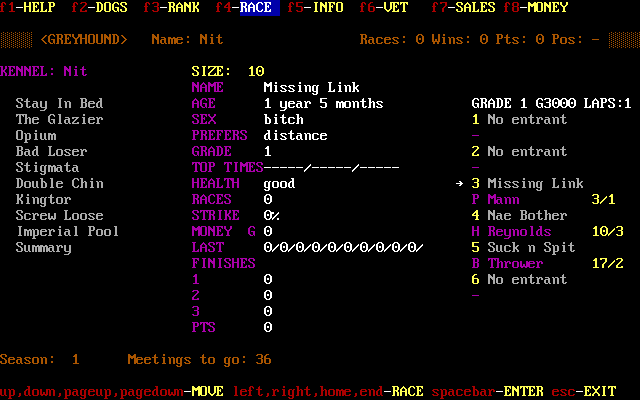 f1-HELP f2-DOGS f3-RANK f4-RACE f5-INFO f6-VET f7-SALES f8-MONEY
<GREYHOUND> Name: Nit Races: 0 Wins: 0 Pts: 0 Pos: -
KENNEL: Nit SIZE: 10
NAME Missing Link
Stay In Bed AGE 1 year 5 months GRADE 1 G3000 LAPS:1
The Glazier SEX bitch 1 No entrant
Opium PREFERS distance -
Bad Loser GRADE 1 2 No entrant
Stigmata TOP TIMES-----/-----/----- -
Double Chin HEALTH good → 3 Missing Link
Kingtor RACES 0 P Mann 3/1
Screw Loose STRIKE 0% 4 Nae Bother
Imperial Pool MONEY G 0 H Reynolds 10/3
Summary LAST 0/0/0/0/0/0/0/0/0/0/ 5 Suck n Spit
FINISHES B Thrower 17/2
1 0 6 No entrant
2 0 -
3 0
PTS 0
Season: 1 Meetings to go: 36
up,down,pageup,pagedown-MOVE left,right,home,end-RACE spacebar-ENTER esc-EXIT